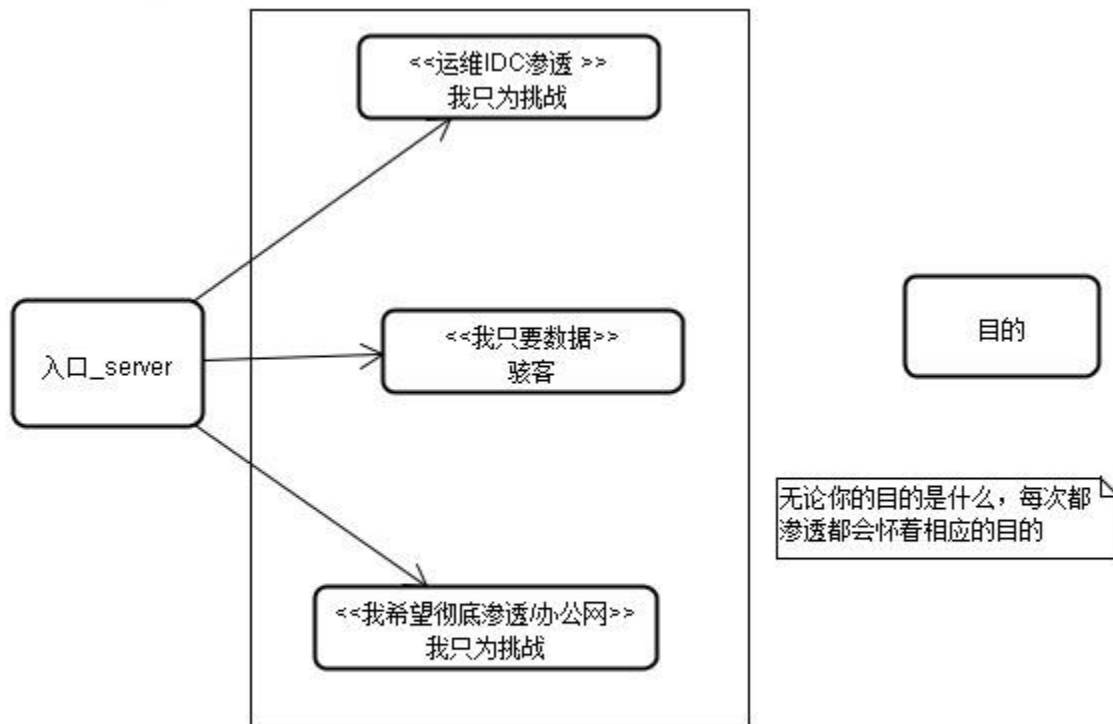 <<运维IDC渗透 >>
我只为挑战
入口_server
<<我只要数据>>
骇客
目的
无论你的目的是什么，每次都
渗透都会怀着相应的目的
<<我希望彻底渗透/办公网>>
我只为挑战